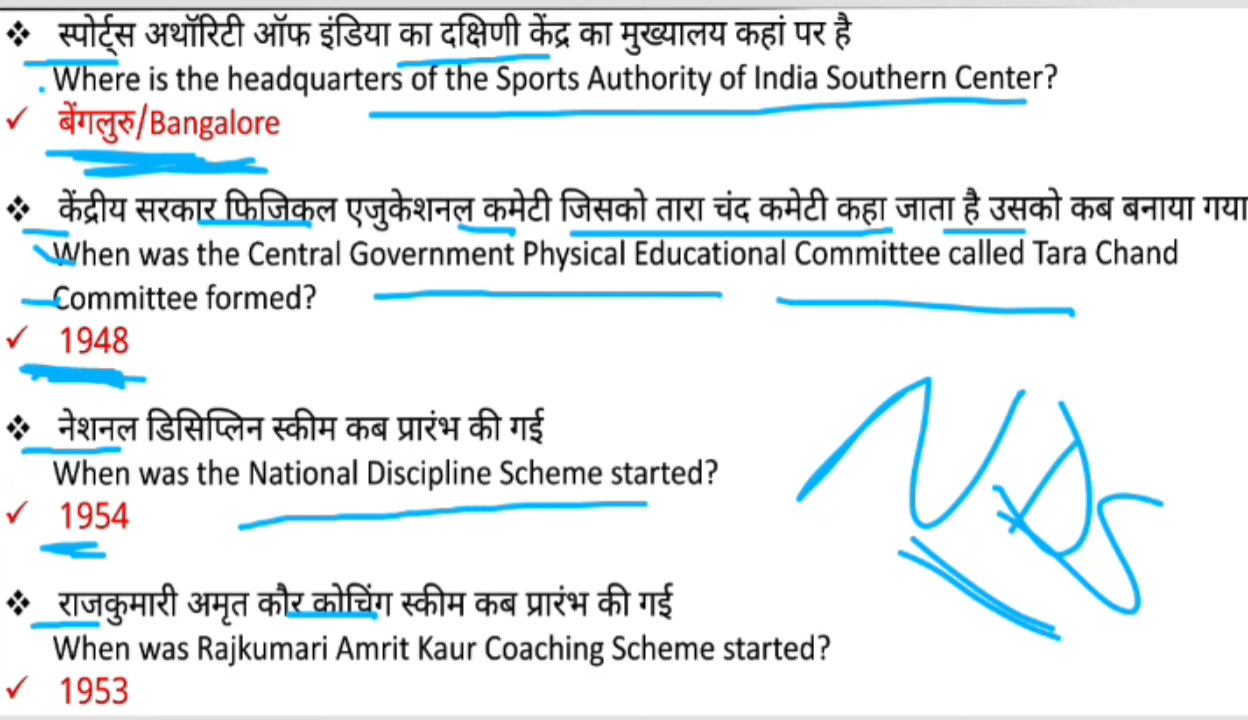 ❖ स्पोर्ट्स अथॉरिटी ऑफ इंडिया का दक्षिणी केंद्र का मुख्यालय कहां पर है
Where is the headquarters of the Sports Authority of India Southern Center?
✓ बेंगलुरु/Bangalore
❖ केंद्रीय सरकार फिजिकल एजुकेशनल कमेटी जिसको तारा चंद कमेटी कहा जाता है उसको कब बनाया गया
When was the Central Government Physical Educational Committee called Tara Chand
Committee formed?
✓ 1948
❖ नेशनल डिसिप्लिन स्कीम कब प्रारंभ की गई
When was the National Discipline Scheme started?
✓ 1954
NDS
❖ राजकुमारी अमृत कौर कोचिंग स्कीम कब प्रारंभ की गई
When was Rajkumari Amrit Kaur Coaching Scheme started?
✓ 1953